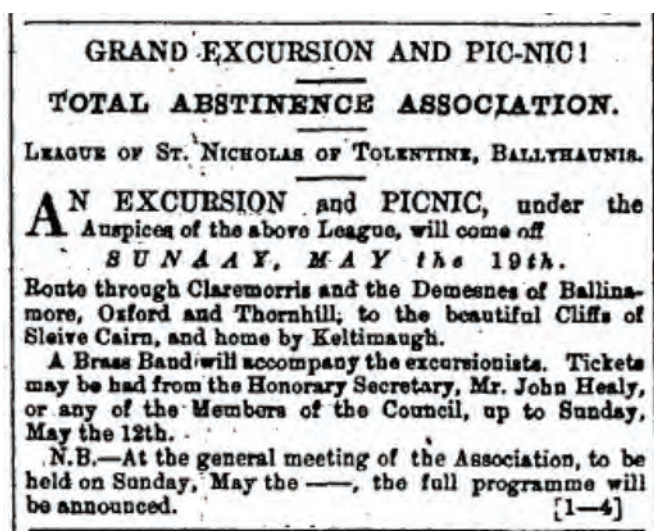 GRAND EXCURSION AND PIC-NIC!
TOTAL ABSTINENCE ASSOCIATION.
LEAGUE OF ST. NICHOLAS OF TOLENTINE, BALLYHAUNIS.
AN EXCURSION and PICNIC, under the
Auspices of the above League, will come off
SUNAAY, MAY the 19th.
Route through Claremorris and the Demesnes of Ballina-
more, Oxford and Thornhill, to the beautiful Cliffs of
Sleive Cairn, and home by Keltimaugh.
A Brass Band will accompany the excursionists. Tickets
may be had from the Honorary Secretary, Mr. John Healy,
or any of the Members of the Council, up to Sunday,
May the 12th.
N.B.—At the general meeting of the Association, to be
held on Sunday, May the ——, the full programme will
be announced. [1—4]